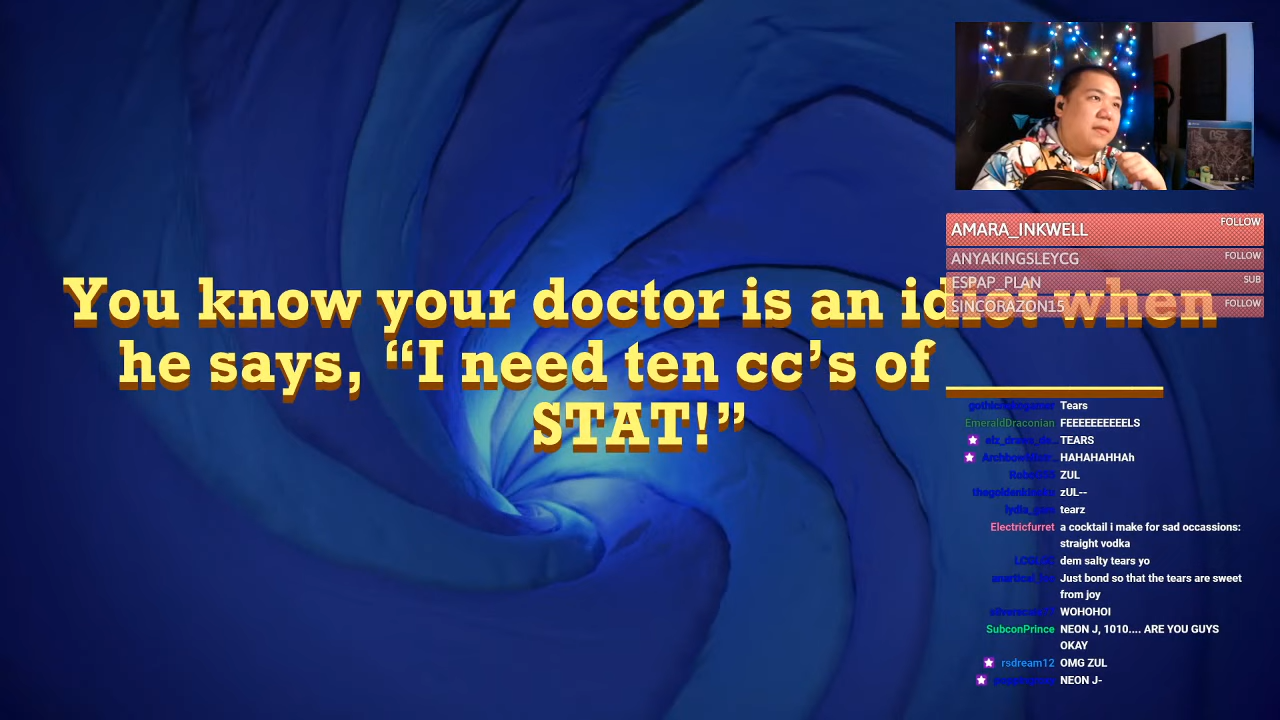 You know your doctor is an idiot when
he says, “I need ten cc’s of ________
STAT!”
AMARA_INKWELL FOLLOW
ANYAKINGSLEYCG FOLLOW
ESPAP_PLAN SUB
SINCORAZON15 FOLLOW
Tears
EmeraldDraconian FEEEEEEEEEELS
TEARS
HAHAHAHHAh
ZUL
zUL--
tearz
Electricfurret a cocktail i make for sad occassions:
straight vodka
dem salty tears yo
Just bond so that the tears are sweet
from joy
WOHOHOI
SubconPrince NEON J, 1010.... ARE YOU GUYS
OKAY
rsdream12 OMG ZUL
NEON J-